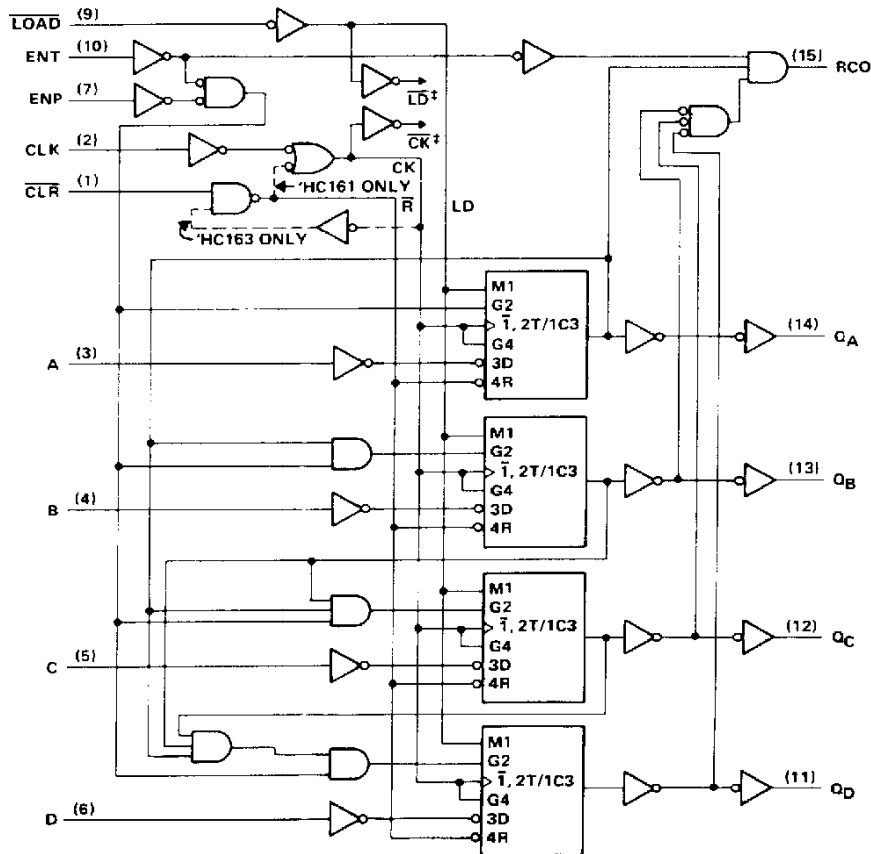 LOAD (9)
ENT (10)
(15) RCO
ENP (7)
LD‡
CLK (2)
CK‡
CK
CLR (1)
'HC161 ONLY
R LD
'HC163 ONLY
M1
G2
1, 2T/1C3
G4
A (3)
3D
4R
(14) QA
M1
G2
1, 2T/1C3
G4
B (4)
3D
4R
(13) QB
M1
G2
1, 2T/1C3
G4
C (5)
3D
4R
(12) QC
M1
G2
1, 2T/1C3
G4
D (6)
3D
4R
(11) QD